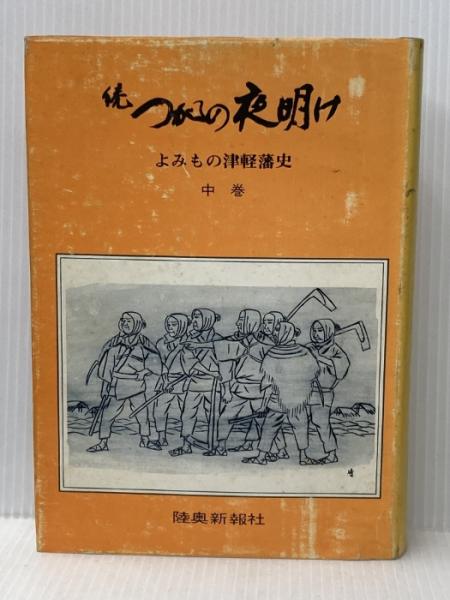 続 つがるの夜明け
よみもの津軽藩史
中巻
陸奥新報社